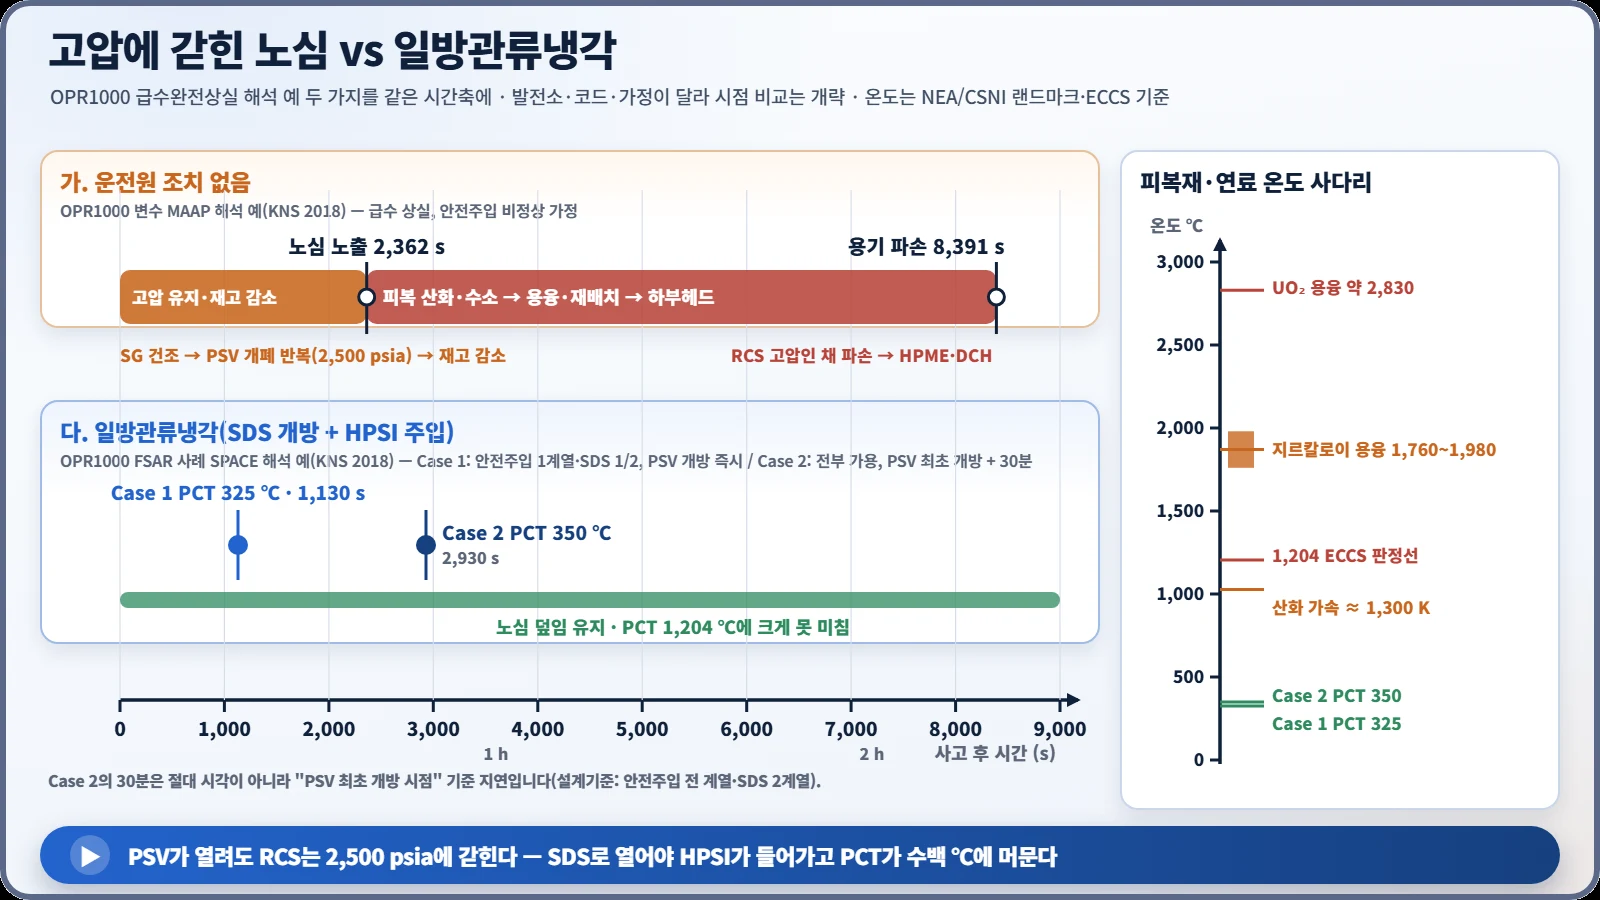 고압에 갇힌 노심 vs 일방관류냉각
OPR1000 급수완전상실 해석 예 두 가지를 같은 시간축에 · 발전소·코드·가정이 달라 시점 비교는 개략 · 온도는 NEA/CSNI 랜드마크·ECCS 기준
가. 운전원 조치 없음
OPR1000 변수 MAAP 해석 예(KNS 2018) — 급수 상실, 안전주입 비정상 가정
노심 노출 2,362 s
용기 파손 8,391 s
고압 유지·재고 감소
피복 산화·수소 → 용융·재배치 → 하부헤드
SG 건조 → PSV 개폐 반복(2,500 psia) → 재고 감소
RCS 고압인 채 파손 → HPME·DCH
다. 일방관류냉각(SDS 개방 + HPSI 주입)
OPR1000 FSAR 사례 SPACE 해석 예(KNS 2018) — Case 1: 안전주입 1계열·SDS 1/2, PSV 개방 즉시 / Case 2: 전부 가용, PSV 최초 개방 + 30분
Case 1 PCT 325 °C · 1,130 s
Case 2 PCT 350 °C
2,930 s
노심 덮임 유지 · PCT 1,204 °C에 크게 못 미침
0
1,000
2,000
3,000
4,000
5,000
6,000
7,000
8,000
9,000
1 h
2 h
사고 후 시간 (s)
Case 2의 30분은 절대 시각이 아니라 "PSV 최초 개방 시점" 기준 지연입니다(설계기준: 안전주입 전 계열·SDS 2계열).
피복재·연료 온도 사다리
온도 °C
3,000
UO₂ 용융 약 2,830
2,500
2,000
지르칼로이 용융 1,760~1,980
1,500
1,204 ECCS 판정선
1,000
산화 가속 ≈ 1,300 K
500
Case 2 PCT 350
Case 1 PCT 325
0
PSV가 열려도 RCS는 2,500 psia에 갇힌다 — SDS로 열어야 HPSI가 들어가고 PCT가 수백 °C에 머문다